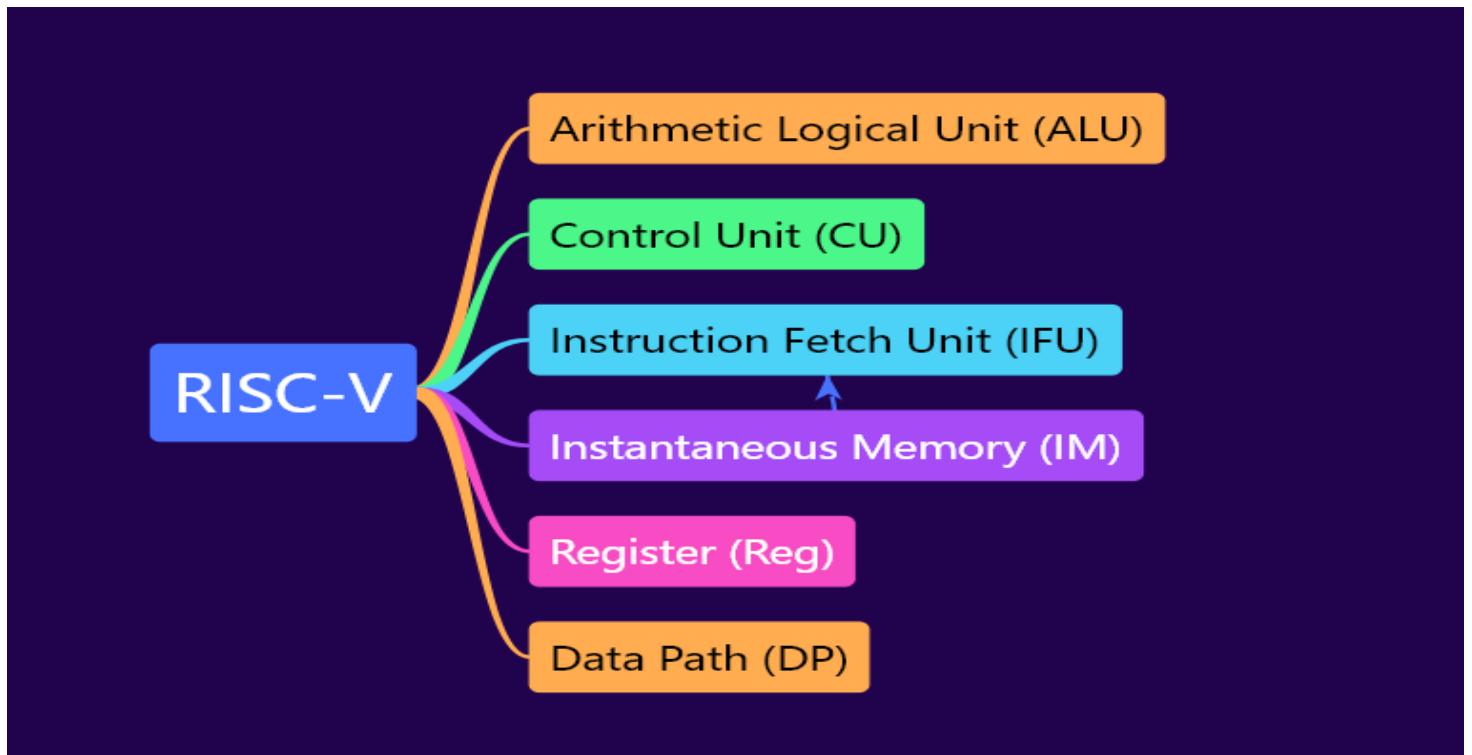 RISC-V
Arithmetic Logical Unit (ALU)
Control Unit (CU)
Instruction Fetch Unit (IFU)
Instantaneous Memory (IM)
Register (Reg)
Data Path (DP)